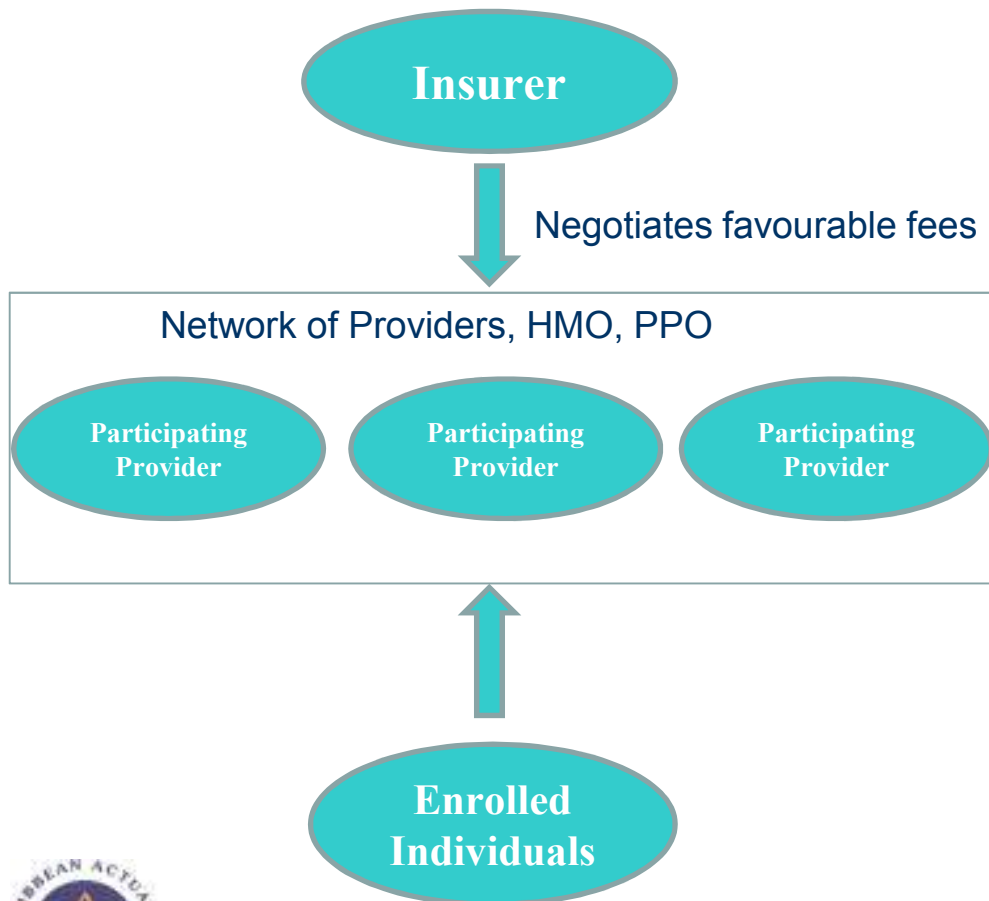 Insurer
Negotiates favourable fees
Network of Providers, HMO, PPO
Participating
Provider
Participating
Provider
Participating
Provider
Enrolled
Individuals